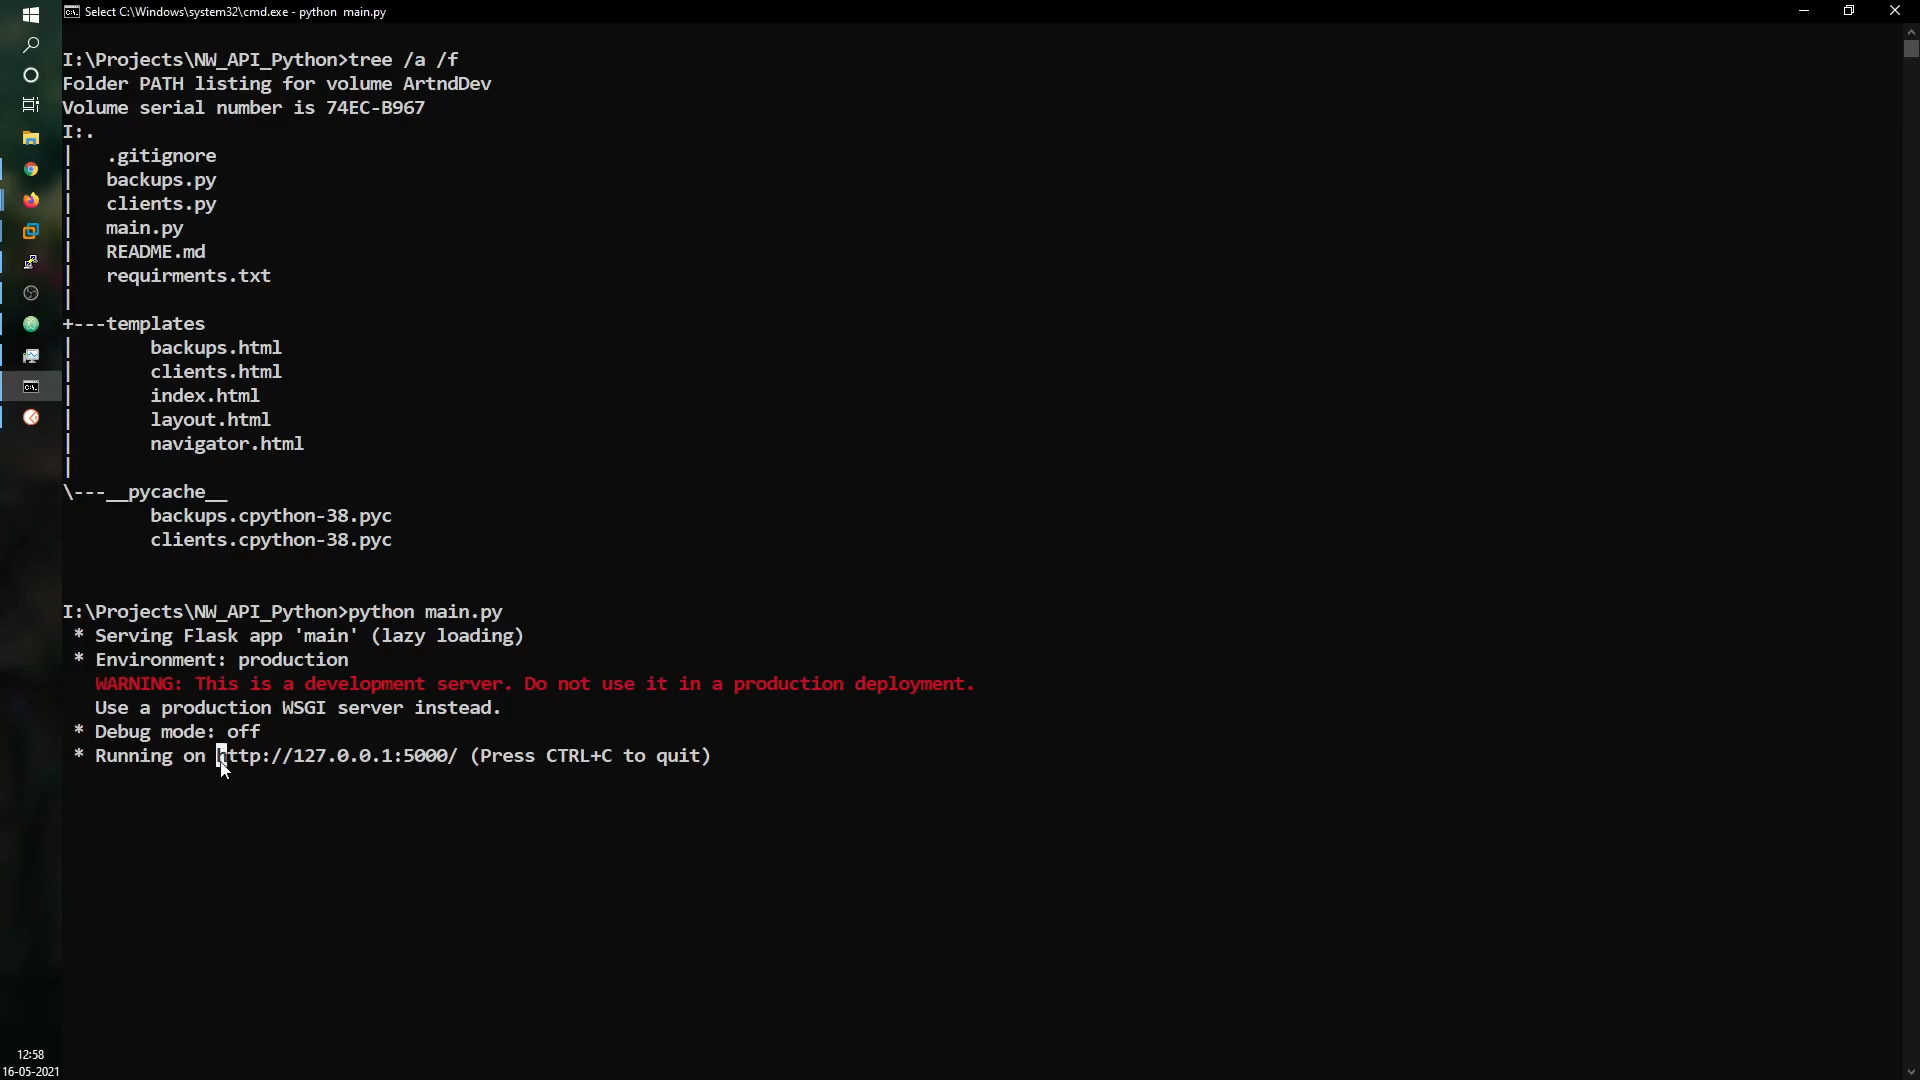 Select C:\Windows\system32\cmd.exe - python  main.py
I:\Projects\NW_API_Python>tree /a /f
Folder PATH listing for volume ArtndDev
Volume serial number is 74EC-B967
I:.
|   .gitignore
|   backups.py
|   clients.py
|   main.py
|   README.md
|   requirments.txt
|
+---templates
|       backups.html
|       clients.html
|       index.html
|       layout.html
|       navigator.html
|
\---__pycache__
        backups.cpython-38.pyc
        clients.cpython-38.pyc
I:\Projects\NW_API_Python>python main.py
 * Serving Flask app 'main' (lazy loading)
 * Environment: production
   WARNING: This is a development server. Do not use it in a production deployment.
   Use a production WSGI server instead.
 * Debug mode: off
 * Running on http://127.0.0.1:5000/ (Press CTRL+C to quit)
12:58
16-05-2021